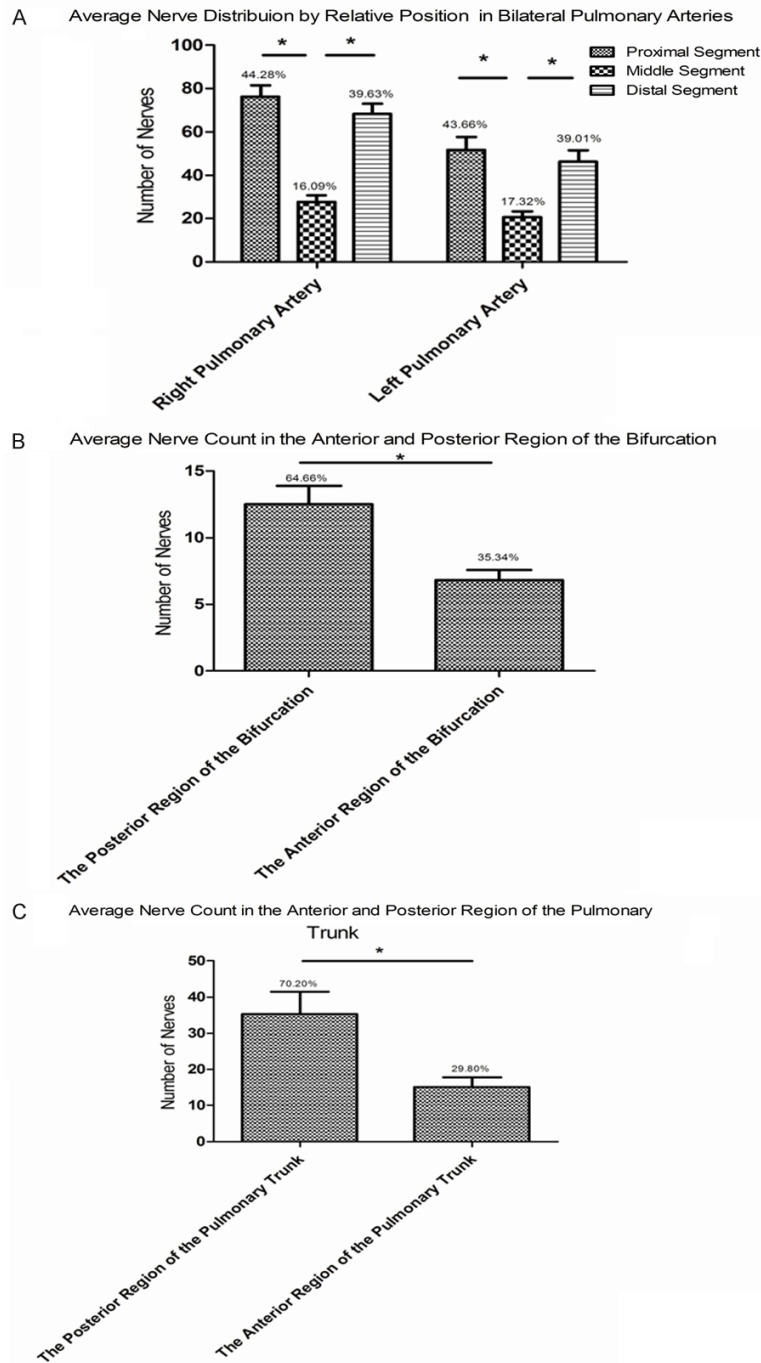 A Average Nerve Distribuion by Relative Position in Bilateral Pulmonary Arteries
Number of Nerves
100
80
60
40
20
0
*
*
*
*
44.28%
16.09%
39.63%
43.66%
17.32%
39.01%
Proximal Segment
Middle Segment
Distal Segment
Right Pulmonary Artery
Left Pulmonary Artery
B Average Nerve Count in the Anterior and Posterior Region of the Bifurcation
Number of Nerves
15
10
5
0
*
64.66%
35.34%
The Posterior Region of the Bifurcation
The Anterior Region of the Bifurcation
C Average Nerve Count in the Anterior and Posterior Region of the Pulmonary
Trunk
Number of Nerves
50
40
30
20
10
0
*
70.20%
29.80%
The Posterior Region of the Pulmonary Trunk
The Anterior Region of the Pulmonary Trunk